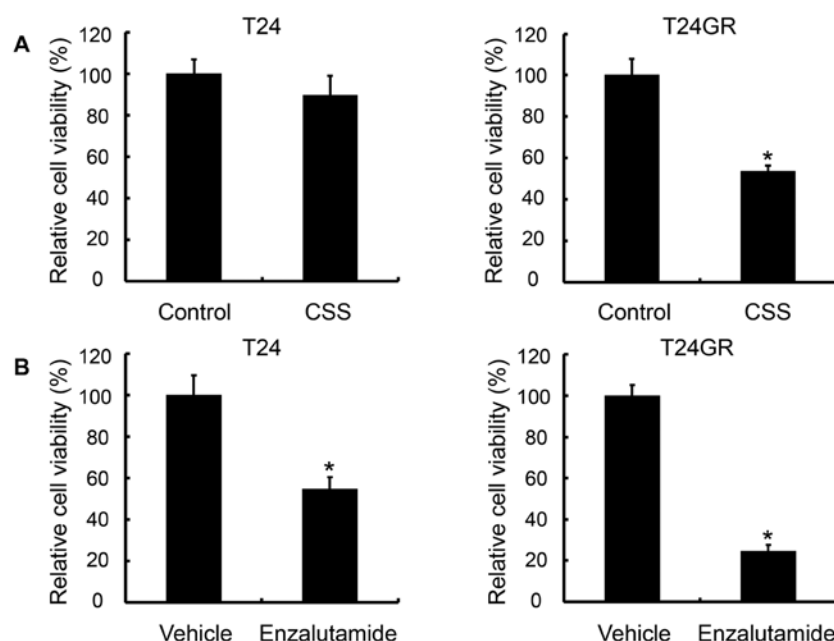 A
T24
Relative cell viability (%)
120
100
80
60
40
20
0
Control CSS
T24GR
Relative cell viability (%)
120
100
80
60
40
20
0
*
Control CSS
B
T24
Relative cell viability (%)
120
100
80
60
40
20
0
*
Vehicle Enzalutamide
T24GR
Relative cell viability (%)
120
100
80
60
40
20
0
*
Vehicle Enzalutamide